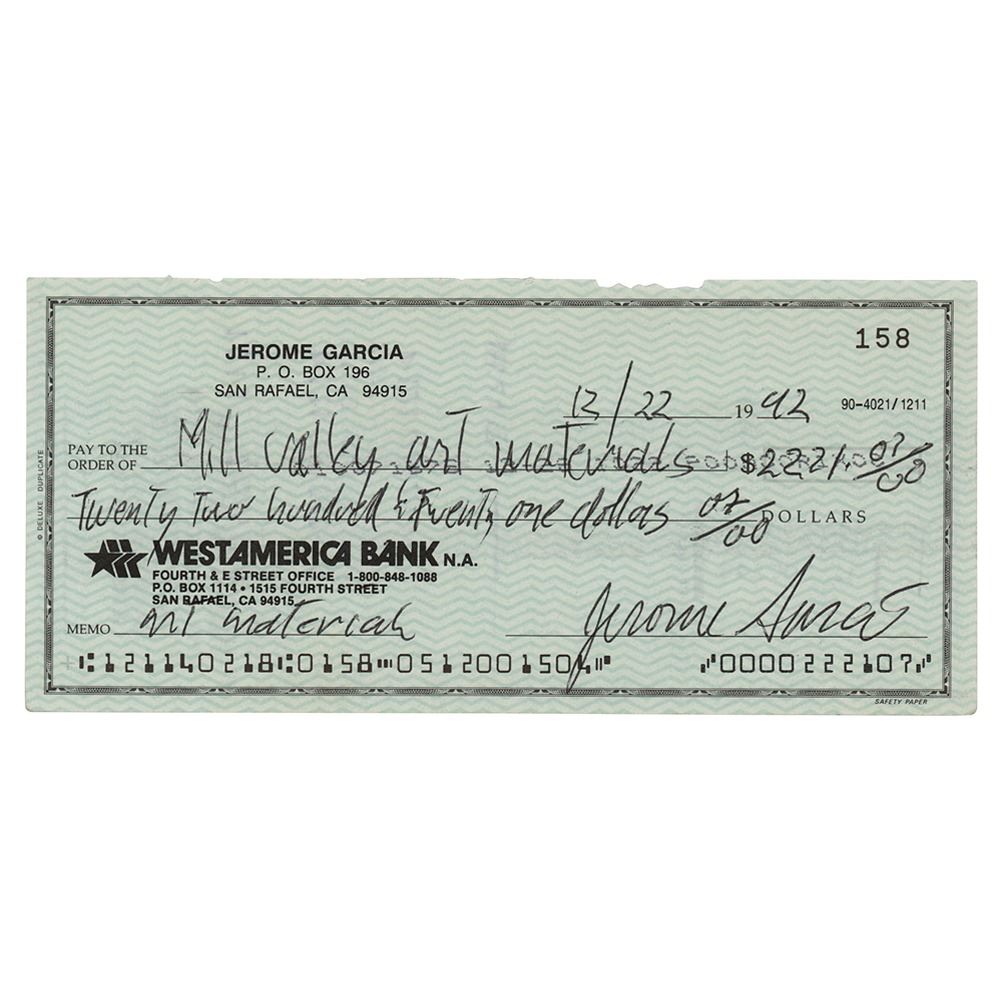 158
JEROME GARCIA
P. O. BOX 196
SAN RAFAEL, CA 94915
12/22 1992 90-4021/1211
PAY TO THE
ORDER OF Mill Valley art materials $2221. 07/00
Twenty Two hundred & Twenty one dollars 07/00 DOLLARS
WESTAMERICA BANK N.A.
FOURTH & E STREET OFFICE 1-800-848-1088
P.O. BOX 1114 • 1515 FOURTH STREET
SAN RAFAEL, CA 94915
MEMO art materials Jerome Garcia
⑆121140218⑆0158⑈0512001504⑈ ⑇0000222107⑇
SAFETY PAPER
© DELUXE DUPLICATE